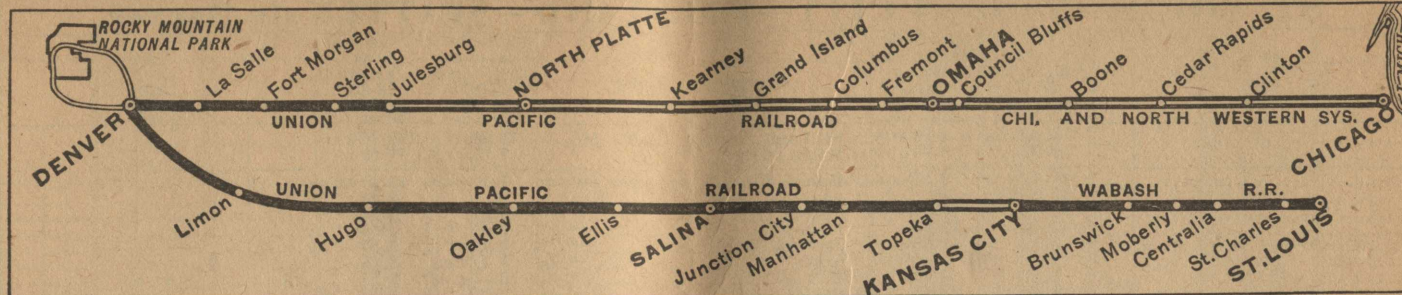 ROCKY MOUNTAIN
NATIONAL PARK
DENVER
La Salle
Fort Morgan
Sterling
Julesburg
NORTH PLATTE
Kearney
Grand Island
Columbus
Fremont
OMAHA
Council Bluffs
Boone
Cedar Rapids
Clinton
CHICAGO
UNION PACIFIC RAILROAD CHI. AND NORTH WESTERN SYS.
UNION PACIFIC RAILROAD WABASH R.R.
Limon
Hugo
Oakley
Ellis
SALINA
Junction City
Manhattan
Topeka
KANSAS CITY
Brunswick
Moberly
Centralia
St. Charles
ST. LOUIS